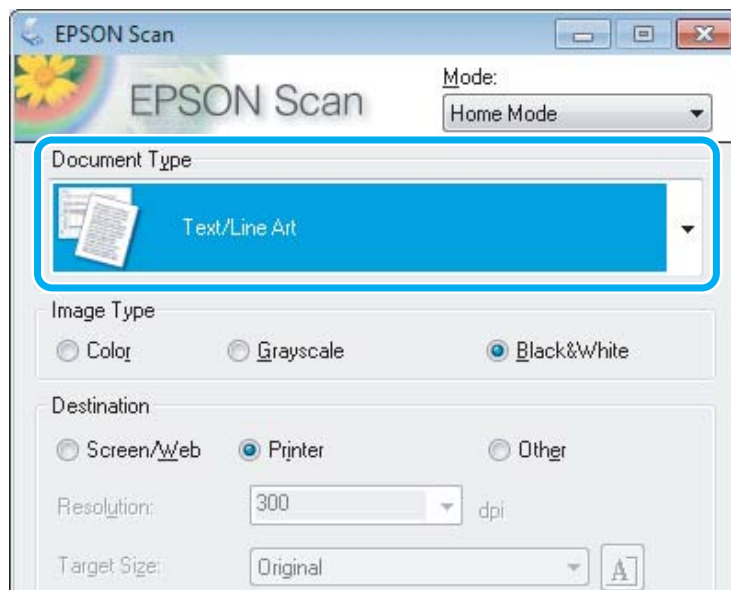 EPSON Scan
EPSON Scan
Mode:
Home Mode
Document Type
Text/Line Art
Image Type
Color
Grayscale
Black&White
Destination
Screen/Web
Printer
Other
Resolution:
300
dpi
Target Size:
Original
A